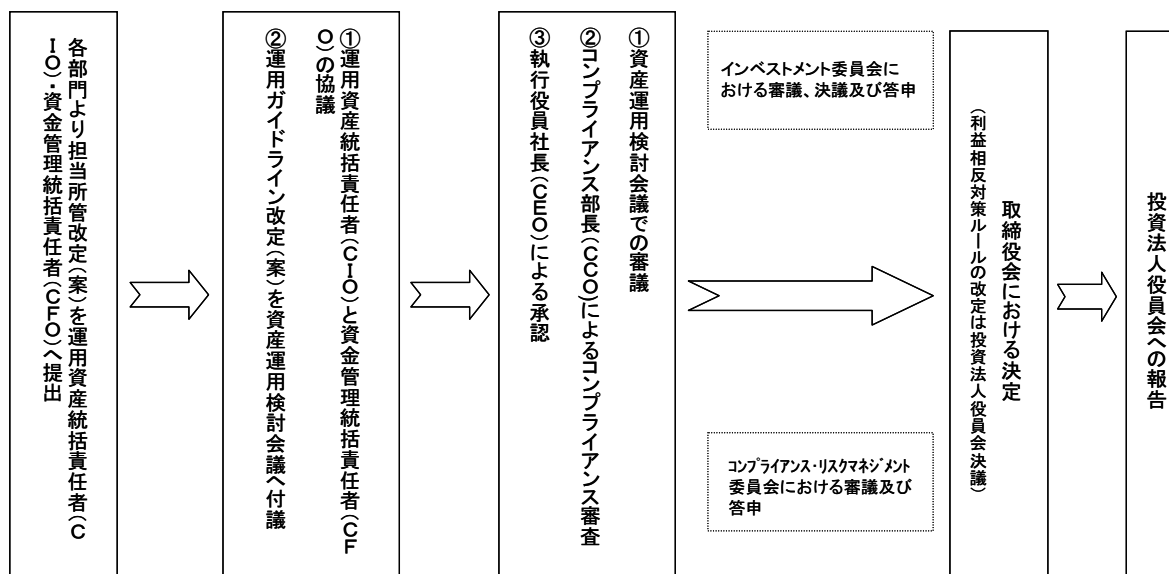 各部門より担当所管改定(案)を運用資産統括責任者(C
IO)・資金管理統括責任者(CFO)へ提出
①運用資産統括責任者(CIO)と資金管理統括責任者(CF
O)の協議
②運用ガイドライン改定(案)を資産運用検討会議へ付議
①資産運用検討会議での審議
②コンプライアンス部長(CCO)によるコンプライアンス審査
③執行役員社長(CEO)による承認
インベストメント委員会に
おける審議、決議及び答申
コンプライアンス・リスクマネジメント
委員会における審議及び
答申
取締役会における決定
(利益相反対策ルールの改定は投資法人役員会決議)
投資法人役員会への報告